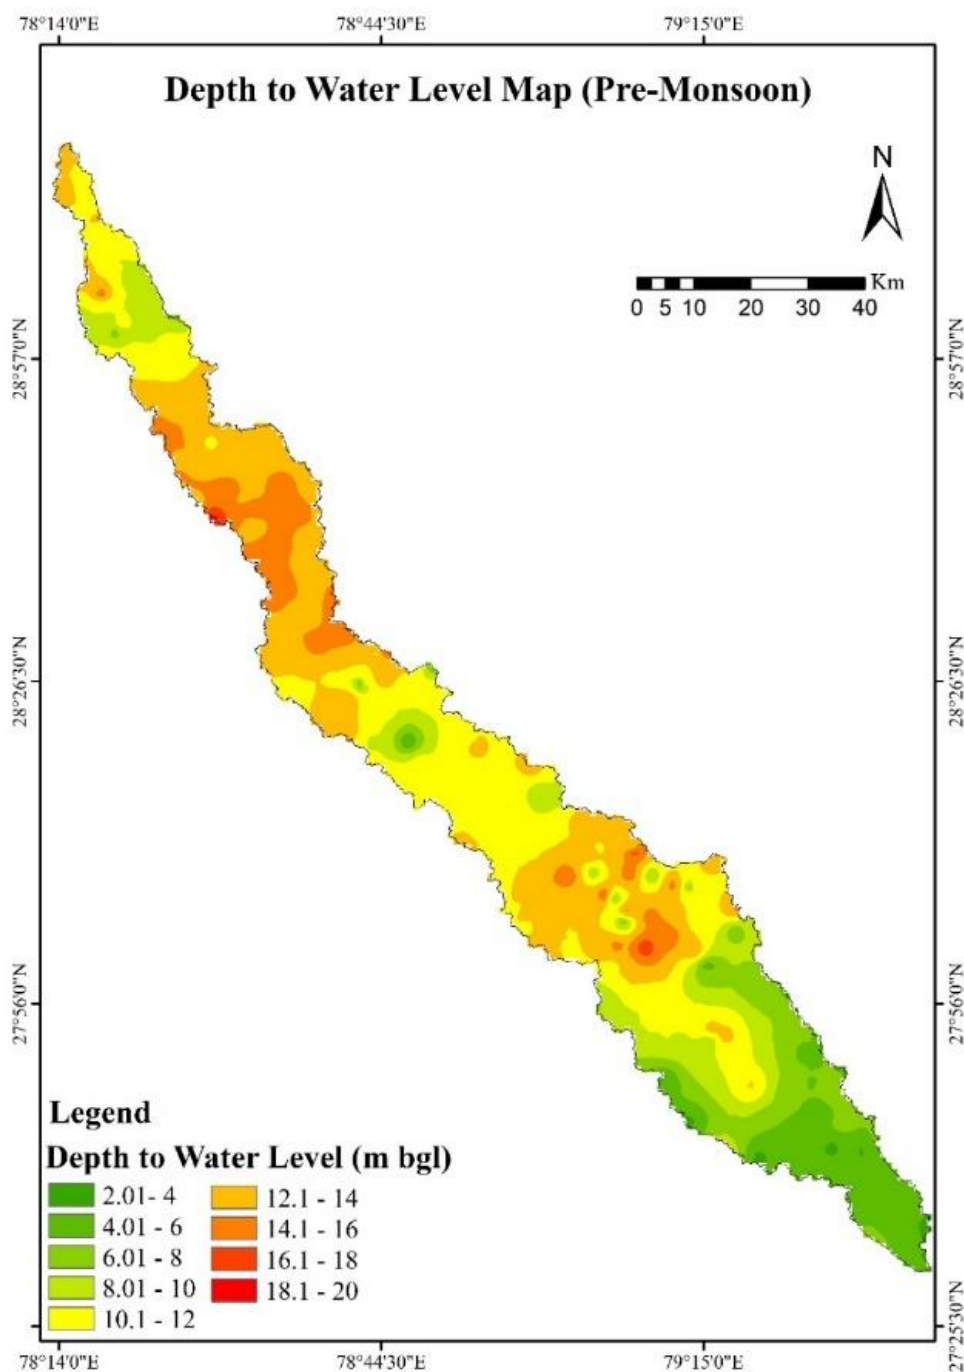 78°14'0"E 78°44'30"E 79°15'0"E
Depth to Water Level Map (Pre-Monsoon)
N
Km
0 5 10 20 30 40
28°57'0"N 28°57'0"N
28°26'30"N 28°26'30"N
27°56'0"N 27°56'0"N
Legend
Depth to Water Level (m bgl)
2.01- 4 12.1 - 14
4.01 - 6 14.1 - 16
6.01 - 8 16.1 - 18
8.01 - 10 18.1 - 20
10.1 - 12
27°25'30"N
78°14'0"E 78°44'30"E 79°15'0"E